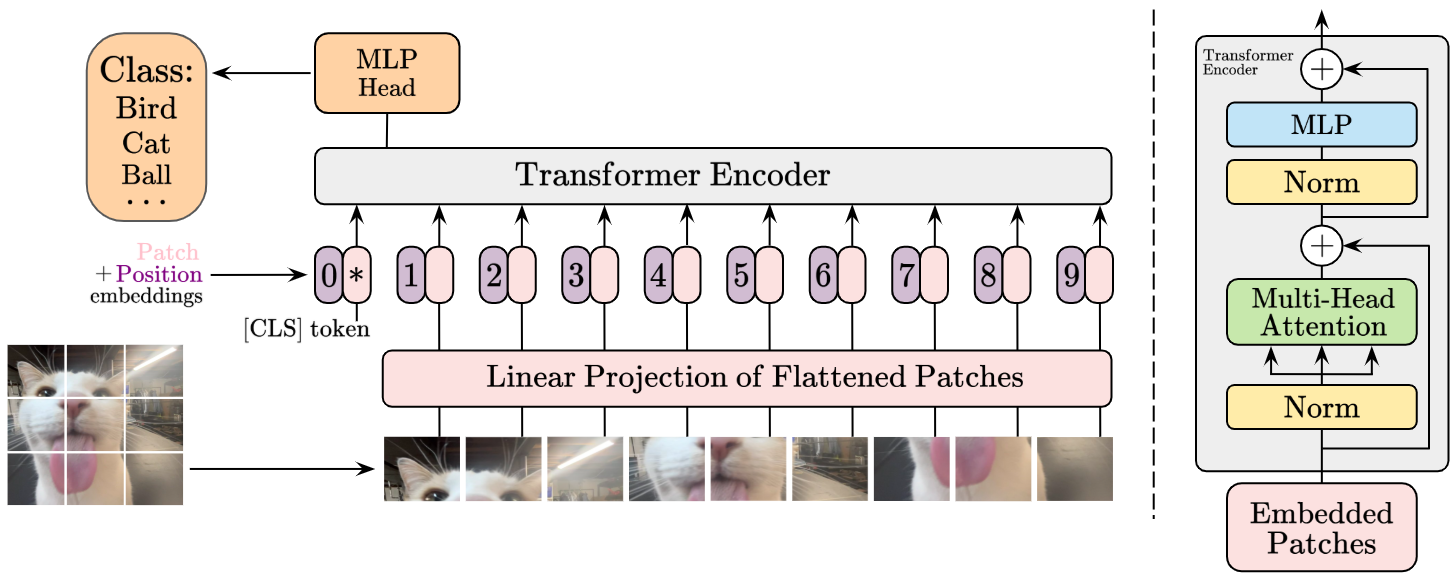 Class:
Bird
Cat
Ball
...
MLP
Head
Transformer Encoder
Patch
+ Position
embeddings
0 * 1 2 3 4 5 6 7 8 9
[CLS] token
Linear Projection of Flattened Patches
Transformer
Encoder
+
MLP
Norm
+
Multi-Head
Attention
Norm
Embedded
Patches